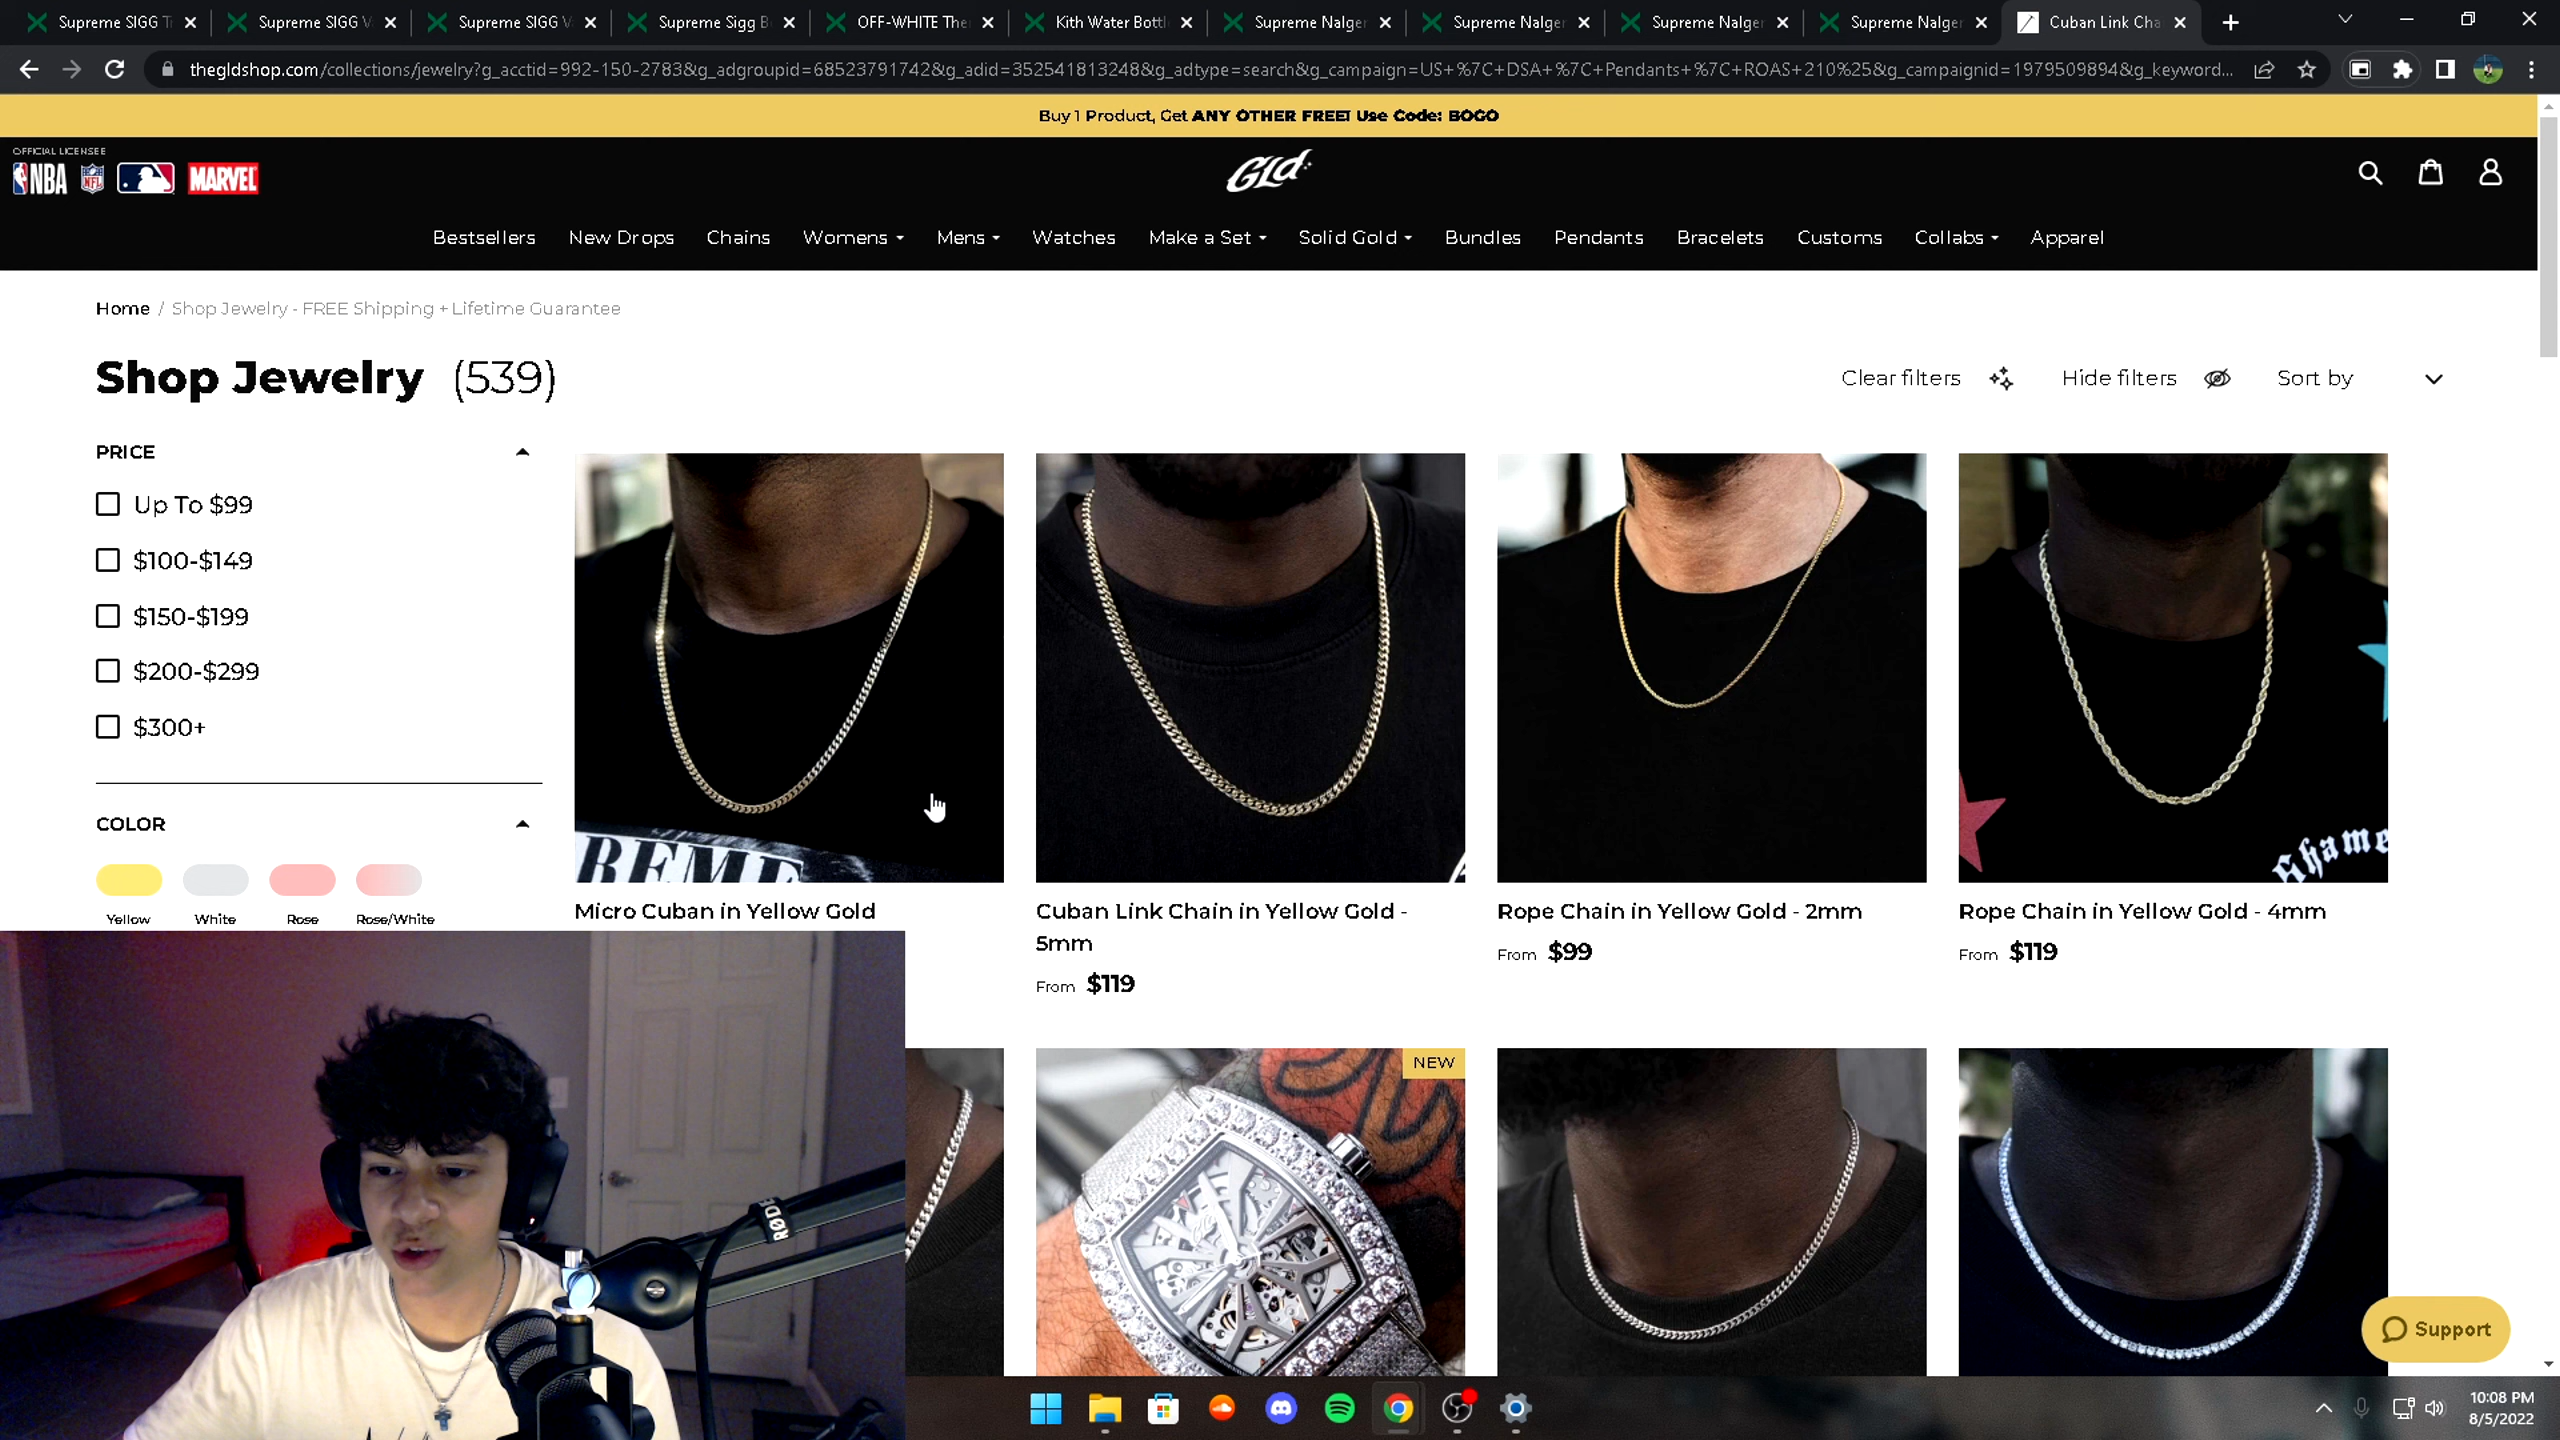 Supreme SIGG Tr
Supreme SIGG V
Supreme SIGG V
Supreme Sigg B
OFF-WHITE The
Kith Water Bottl
Supreme Nalger
Supreme Nalger
Supreme Nalger
Supreme Nalger
Cuban Link Cha
thegldshop.com/collections/jewelry?g_acctid=992-150-2783&g_adgroupid=68523791742&g_adid=352541813248&g_adtype=search&g_campaign=US+%7C+DSA+%7C+Pendants+%7C+ROAS+210%25&g_campaignid=1979509894&g_keyword...
Buy 1 Product, Get ANY OTHER FREE! Use Code: BOGO
OFFICIAL LICENSEE
NBA NFL MARVEL
GLD
Bestsellers New Drops Chains Womens Mens Watches Make a Set Solid Gold Bundles Pendants Bracelets Customs Collabs Apparel
Home / Shop Jewelry - FREE Shipping + Lifetime Guarantee
Shop Jewelry (539)
Clear filters Hide filters Sort by
PRICE
Up To $99
$100-$149
$150-$199
$200-$299
$300+
COLOR
Yellow White Rose Rose/White
REME
Shame
Micro Cuban in Yellow Gold
Cuban Link Chain in Yellow Gold -
5mm
From $119
Rope Chain in Yellow Gold - 2mm
From $99
Rope Chain in Yellow Gold - 4mm
From $119
NEW
RØDE
Support
10:08 PM
8/5/2022